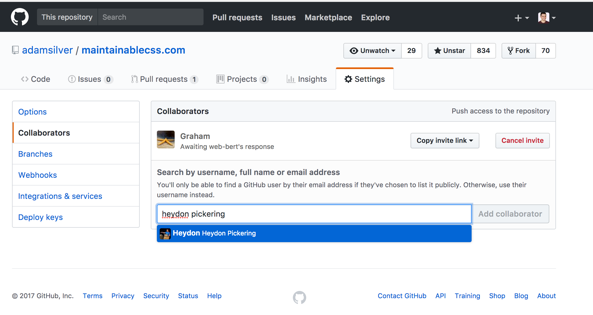 This repository Search Pull requests Issues Marketplace Explore
adamsilver / maintainablecss.com Unwatch 29 Unstar 834 Fork 70
Code Issues 0 Pull requests 1 Projects 0 Insights Settings
Options
Collaborators
Branches
Webhooks
Integrations & services
Deploy keys
Collaborators Push access to the repository
Graham
Awaiting web-bert's response
Copy invite link Cancel invite
Search by username, full name or email address
You'll only be able to find a GitHub user by their email address if they've chosen to list it publicly. Otherwise, use their
username instead.
heydon pickering Add collaborator
Heydon Heydon Pickering
© 2017 GitHub, Inc. Terms Privacy Security Status Help Contact GitHub API Training Shop Blog About